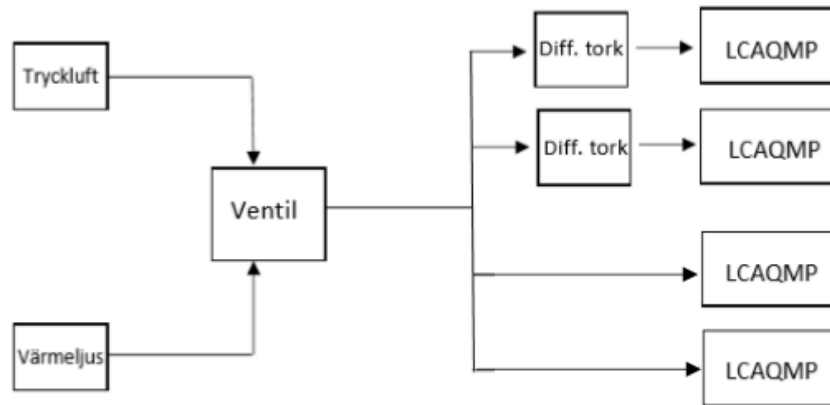 Tryckluft
Värmeljus
Ventil
Diff. tork
LCAQMP
Diff. tork
LCAQMP
LCAQMP
LCAQMP